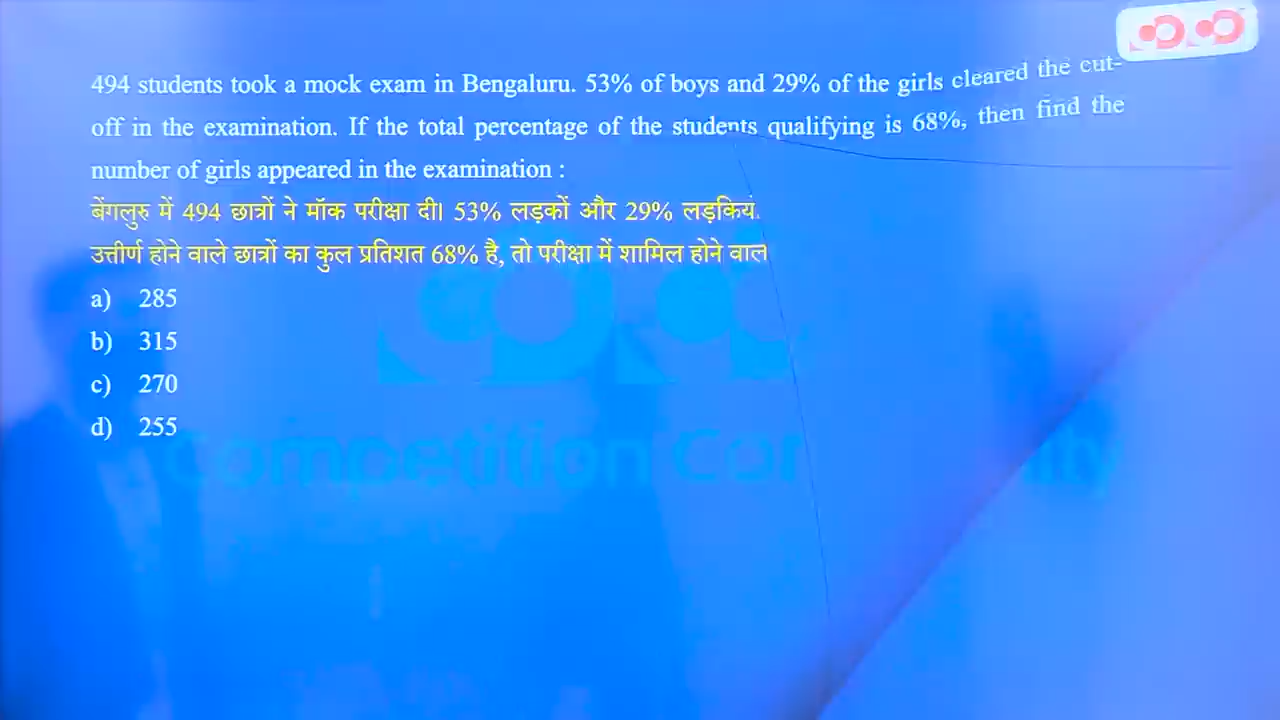 494 students took a mock exam in Bengaluru. 53% of boys and 29% of the girls cleared the cut-
off in the examination. If the total percentage of the students qualifying is 68%, then find the
number of girls appeared in the examination :
बेंगलुरु में 494 छात्रों ने मॉक परीक्षा दी। 53% लड़कों और 29%
उत्तीर्ण होने वाले छात्रों का कुल प्रतिशत 68% है, तो परीक्षा में शामिल होने
a) 285
b) 315
c) 270
d) 255
Competition